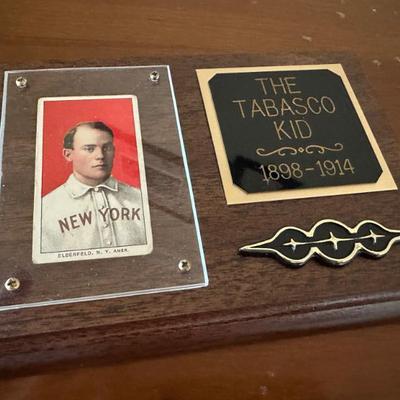 NEW YORK
ELBERFELD, N. Y. AMER.
THE
TABASCO
KID
1898-1914